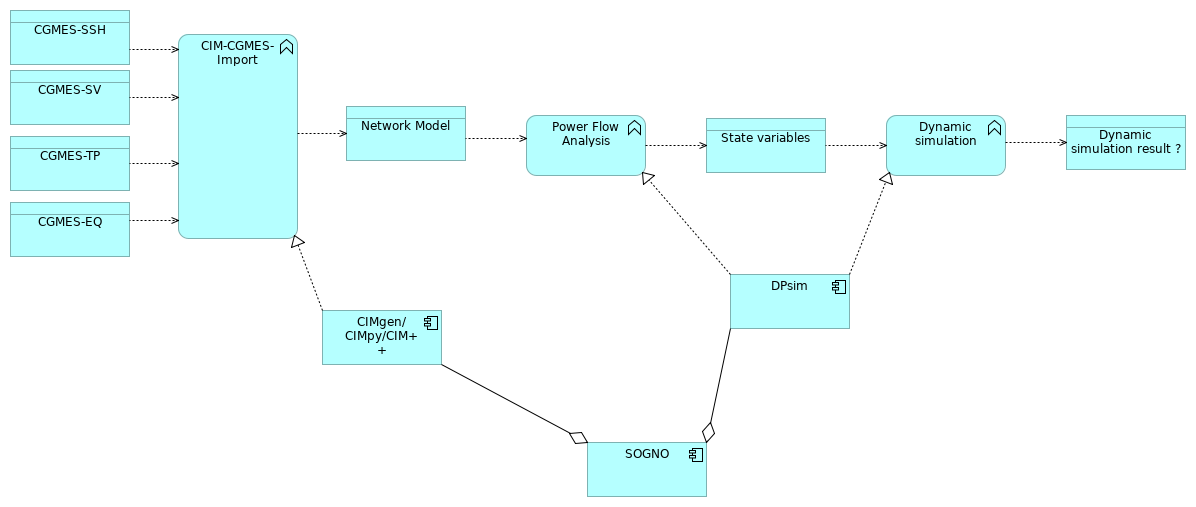 CGMES-SSH
CGMES-SV
CGMES-TP
CGMES-EQ
CIM-CGMES-
Import
Network Model
Power Flow
Analysis
State variables
Dynamic
simulation
Dynamic
simulation result ?
CIMgen/
CIMpy/CIM+
+
DPsim
SOGNO